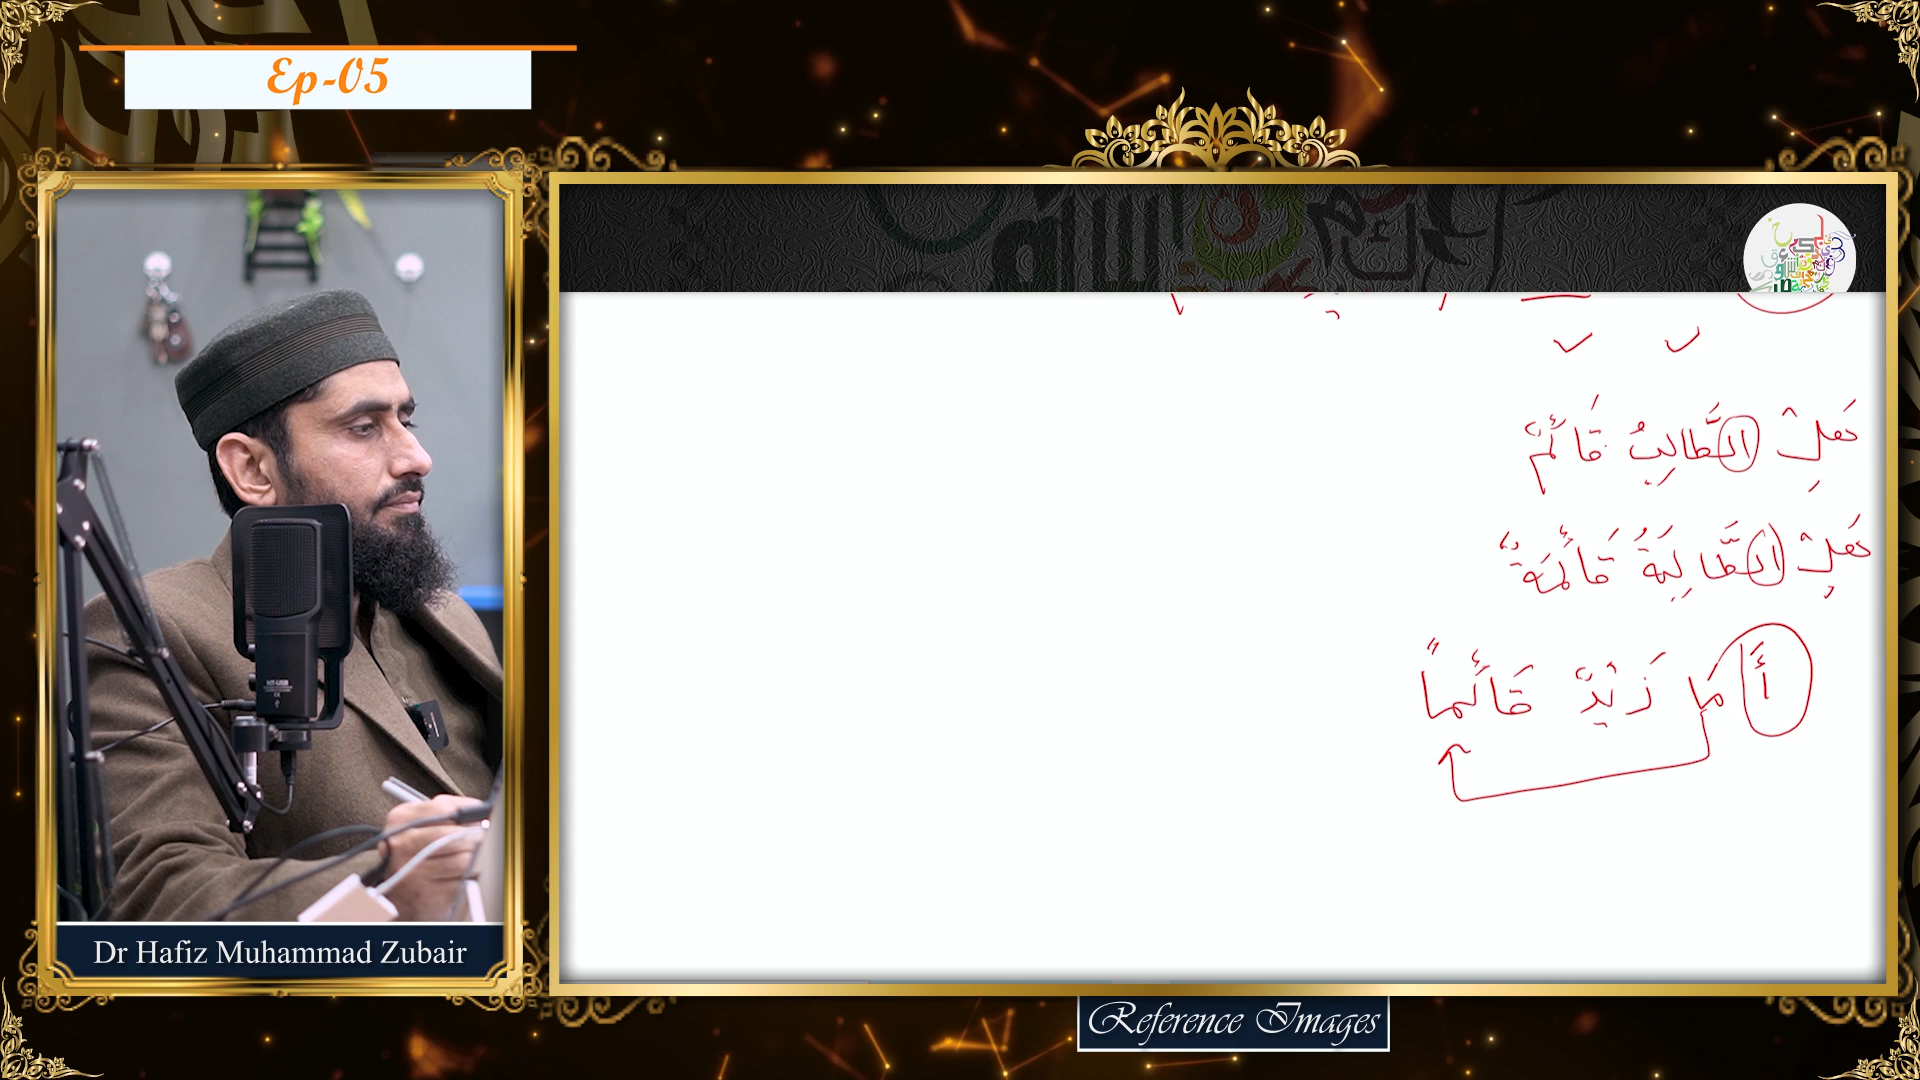 Ep-05
هَلِ الطَّالِبُ قَائِمٌ
هَلِ الطَّالِبَةُ قَائِمَةٌ
أَ مَا زَيْدٌ قَائِمًا
Dr Hafiz Muhammad Zubair
Reference Images